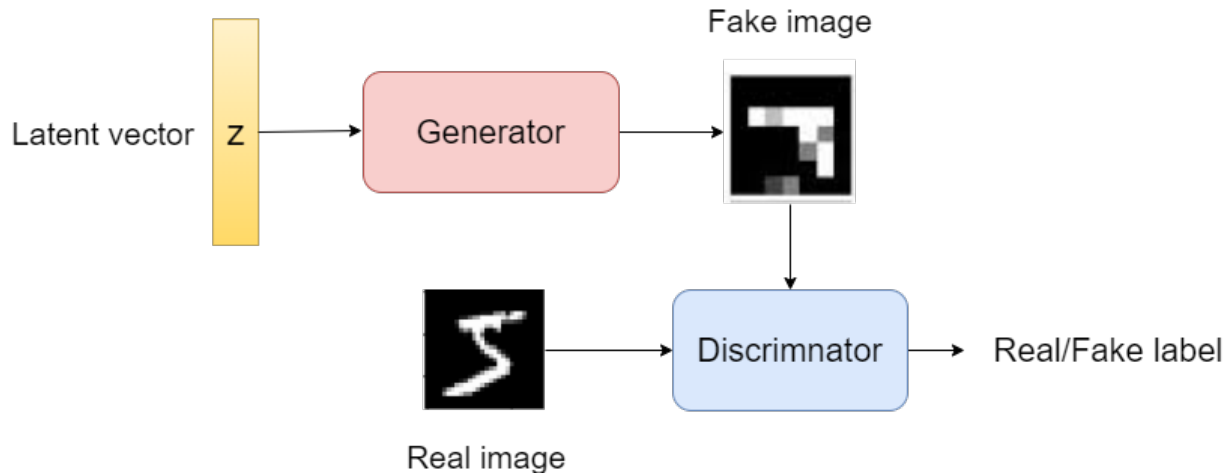 Fake image
Latent vector
z
Generator
Discrimnator
Real/Fake label
Real image